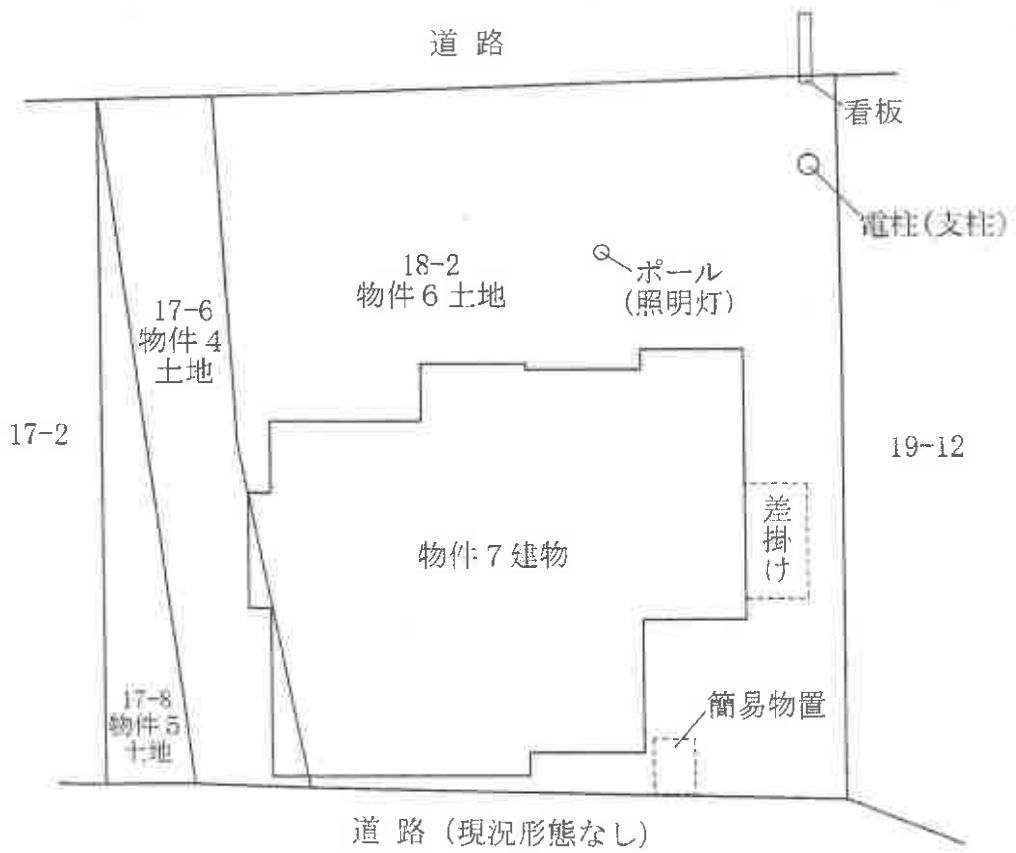 道 路
看板
電柱(支柱)
18-2
物件6土地
ポール
(照明灯)
17-6
物件4
土地
17-2
19-12
差掛け
物件7建物
17-8
物件5
土地
簡易物置
道 路 (現況形態なし)